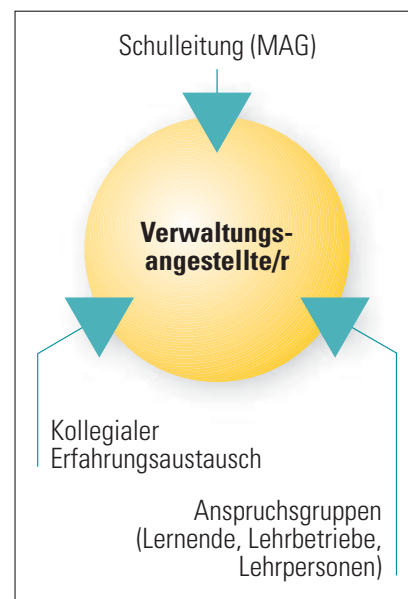 Schulleitung (MAG)
Verwaltungs-
angestellte/r
Kollegialer
Erfahrungsaustausch
Anspruchsgruppen
(Lernende, Lehrbetriebe,
Lehrpersonen)